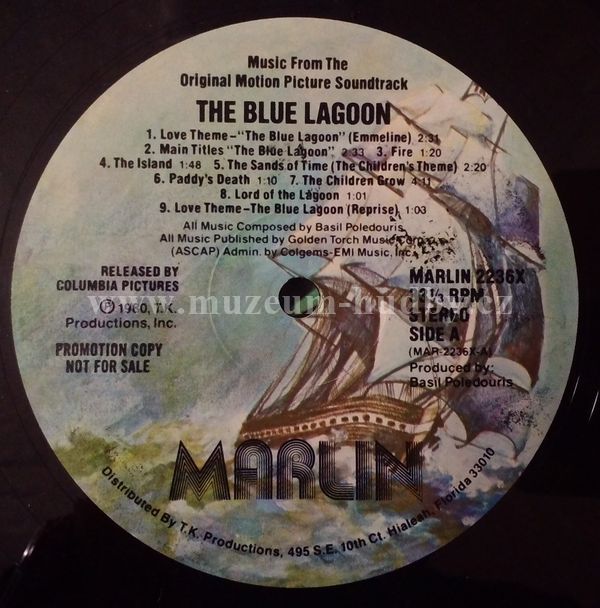 Music From The
Original Motion Picture Soundtrack
THE BLUE LAGOON
1. Love Theme-"The Blue Lagoon" (Emmeline) 2:31
2. Main Titles "The Blue Lagoon" 2:33 3. Fire 1:20
4. The Island 1:48 5. The Sands of Time (The Children's Theme) 2:20
6. Paddy's Death 1:10 7. The Children Grow 4:11
8. Lord of the Lagoon 1:01
9. Love Theme-The Blue Lagoon (Reprise) 1:03
All Music Composed by Basil Poledouris
All Music Published by Golden Torch Music Corp.
(ASCAP) Admin. by Colgems-EMI Music, Inc.
RELEASED BY
COLUMBIA PICTURES
Ⓟ 1980, T.K.
Productions, Inc.
PROMOTION COPY
NOT FOR SALE
MARLIN 2236X
33⅓ RPM
STEREO
SIDE A
(MAR-2236X-A)
Produced by:
Basil Poledouris
www.muzeum-hudby.cz
MARLIN
Distributed By T.K. Productions, 495 S.E. 10th Ct. Hialeah, Florida 33010